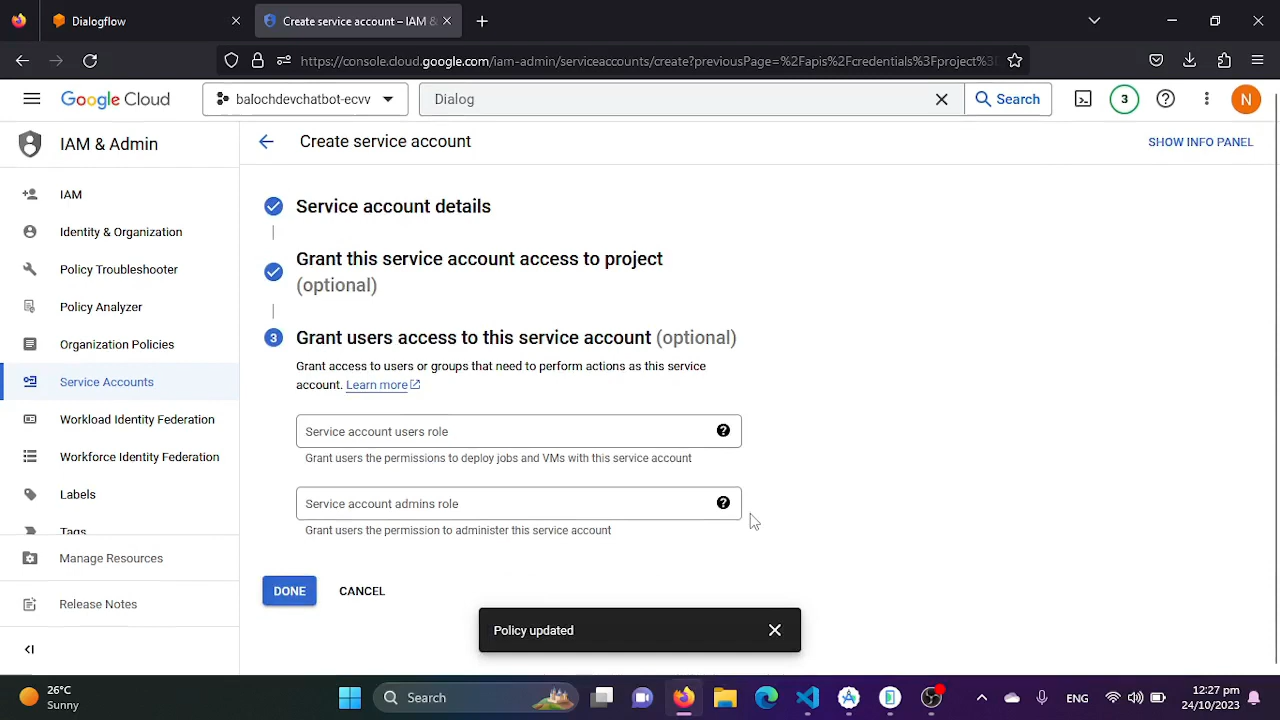 Dialogflow
Create service account – IAM &
https://console.cloud.google.com/iam-admin/serviceaccounts/create?previousPage=%2Fapis%2Fcredentials%3Fproject%3
Google Cloud
balochdevchatbot-ecvv
Dialog
Search
3
N
IAM & Admin
Create service account
SHOW INFO PANEL
IAM
Identity & Organization
Policy Troubleshooter
Policy Analyzer
Organization Policies
Service Accounts
Workload Identity Federation
Workforce Identity Federation
Labels
Tags
Manage Resources
Release Notes
Service account details
Grant this service account access to project
(optional)
3 Grant users access to this service account (optional)
Grant access to users or groups that need to perform actions as this service
account. Learn more
Service account users role
Grant users the permissions to deploy jobs and VMs with this service account
Service account admins role
Grant users the permission to administer this service account
DONE
CANCEL
Policy updated
26°C
Sunny
Search
ENG
12:27 pm
24/10/2023